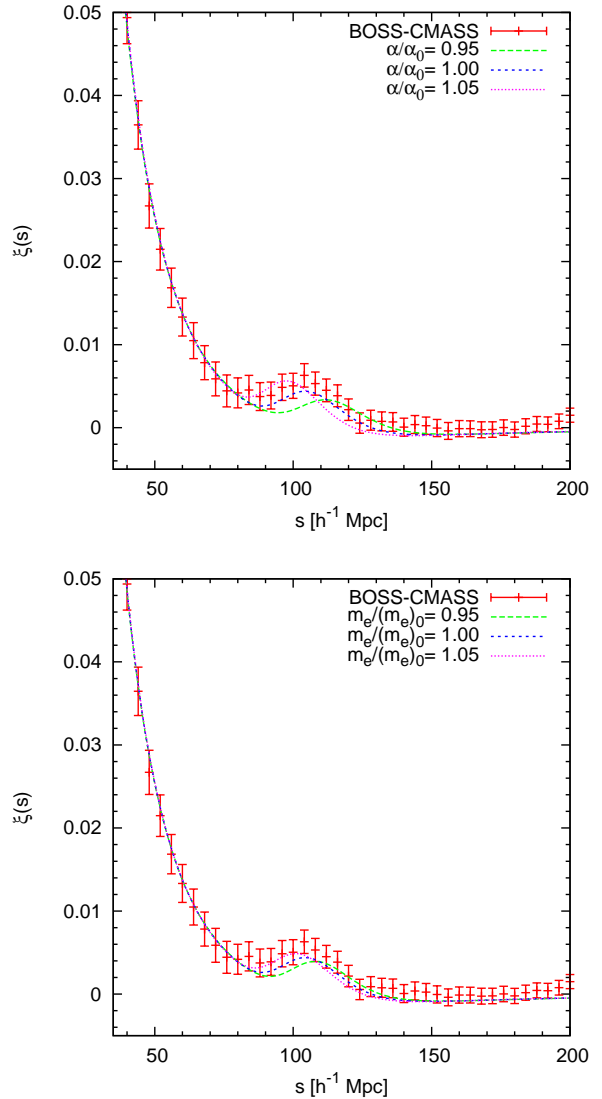 0.05
0.04
0.03
0.02
0.01
0
ξ(s)
BOSS-CMASS
α/α₀= 0.95
α/α₀= 1.00
α/α₀= 1.05
50
100
150
200
s [h⁻¹ Mpc]
0.05
0.04
0.03
0.02
0.01
0
ξ(s)
BOSS-CMASS
mₑ/(mₑ)₀= 0.95
mₑ/(mₑ)₀= 1.00
mₑ/(mₑ)₀= 1.05
50
100
150
200
s [h⁻¹ Mpc]